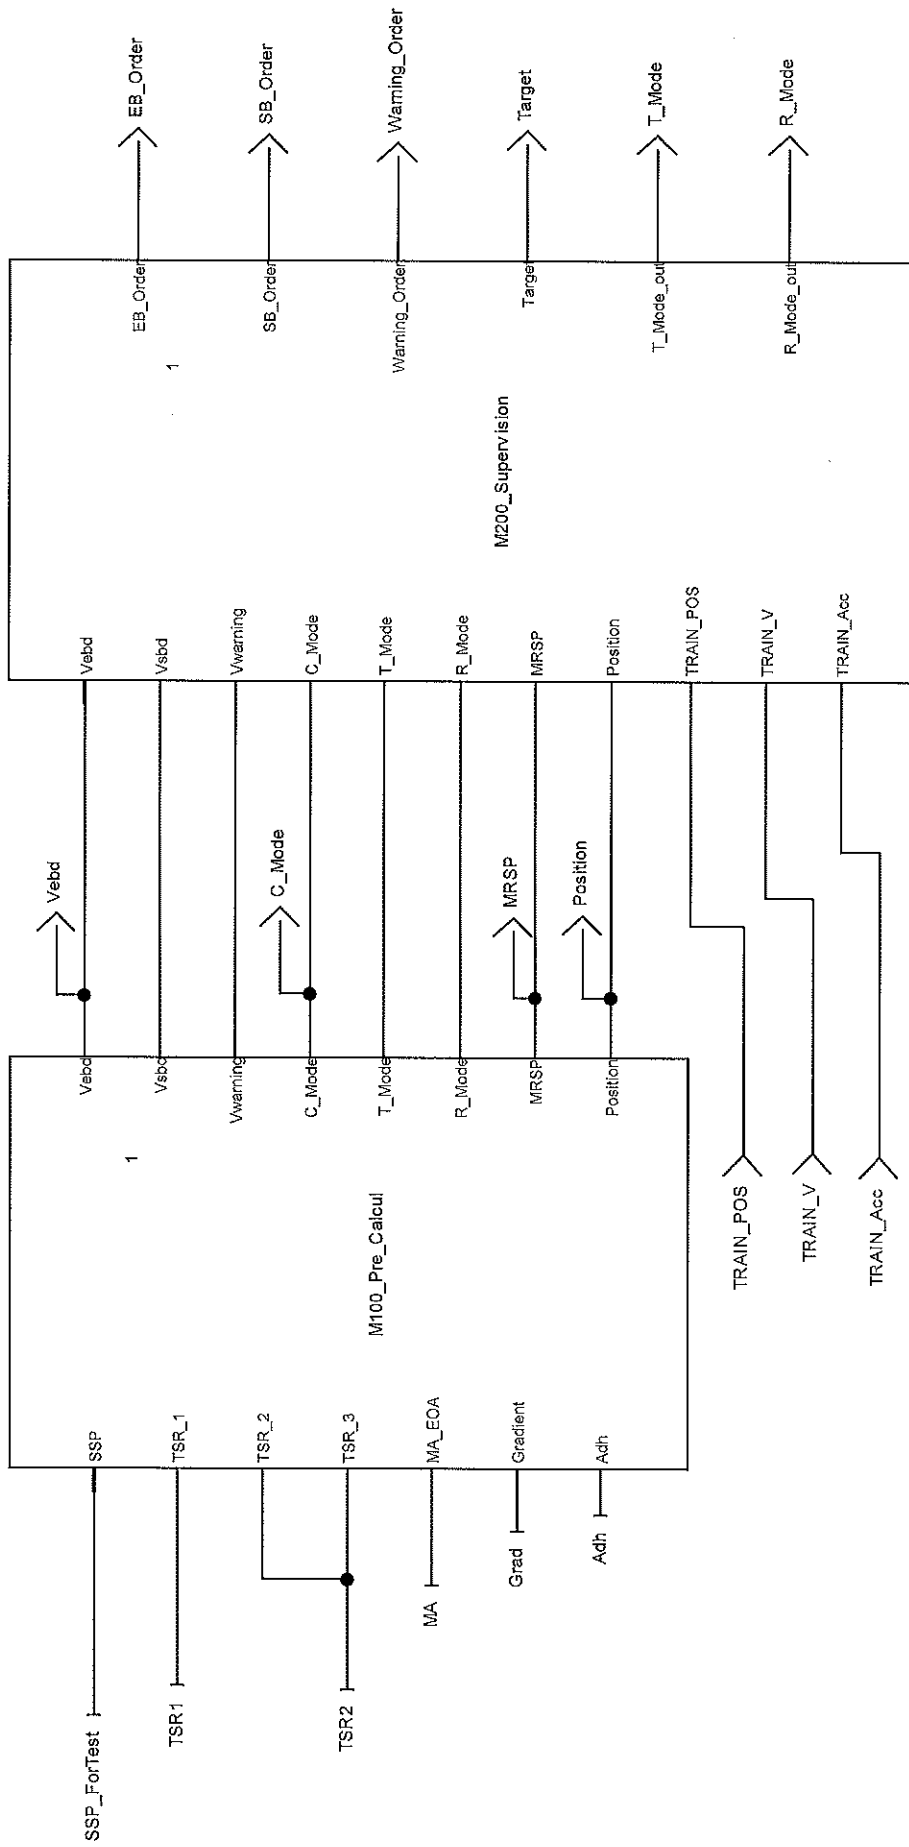 SSP_ForTest
TSR1
TSR2
MA
Grad
Adh
SSP
TSR_1
TSR_2
TSR_3
MA_EOA
Gradient
Adh
M100_Pre_Calcul
1
Vebd
Vsbd
Vwarning
C_Mode
T_Mode
R_Mode
MRSP
Position
TRAIN_POS
TRAIN_V
TRAIN_Acc
Vebd
C_Mode
MRSP
Position
Vebd
Vsbd
Vwarning
C_Mode
T_Mode
R_Mode
MRSP
Position
TRAIN_POS
TRAIN_V
TRAIN_Acc
M200_Supervision
1
EB_Order
SB_Order
Warning_Order
Target
T_Mode_out
R_Mode_out
EB_Order
SB_Order
Warning_Order
Target
T_Mode
R_Mode